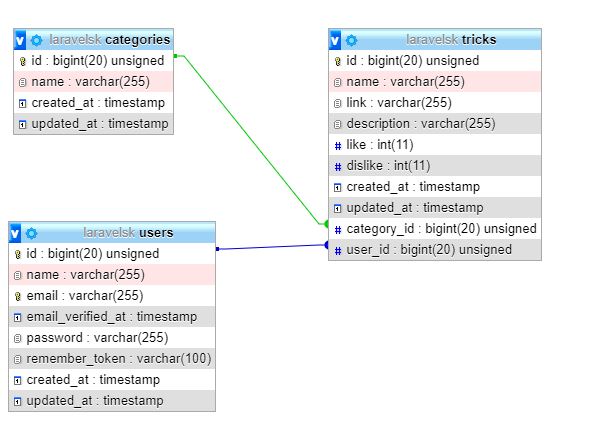 laravelsk categories
id : bigint(20) unsigned
name : varchar(255)
created_at : timestamp
updated_at : timestamp
laravelsk tricks
id : bigint(20) unsigned
name : varchar(255)
link : varchar(255)
description : varchar(255)
like : int(11)
dislike : int(11)
created_at : timestamp
updated_at : timestamp
category_id : bigint(20) unsigned
user_id : bigint(20) unsigned
laravelsk users
id : bigint(20) unsigned
name : varchar(255)
email : varchar(255)
email_verified_at : timestamp
password : varchar(255)
remember_token : varchar(100)
created_at : timestamp
updated_at : timestamp